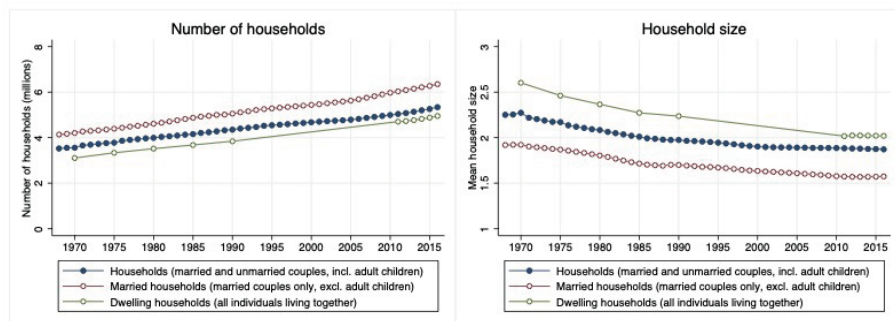 Number of households
Number of households (millions)
8
6
4
2
0
1970 1975 1980 1985 1990 1995 2000 2005 2010 2015
Households (married and unmarried couples, incl. adult children)
Married households (married couples only, excl. adult children)
Dwelling households (all individuals living together)
Household size
Mean household size
3
2.5
2
1.5
1
1970 1975 1980 1985 1990 1995 2000 2005 2010 2015
Households (married and unmarried couples, incl. adult children)
Married households (married couples only, excl. adult children)
Dwelling households (all individuals living together)